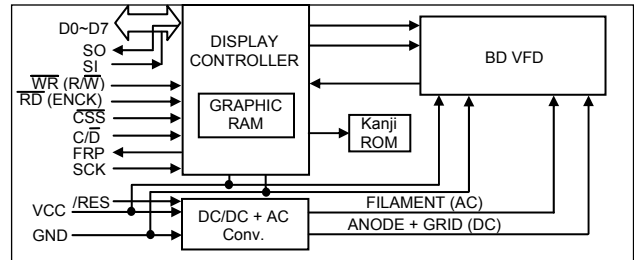 D0~D7
SO
SI
WR (R/W)
RD (ENCK)
CSS
C/D
FRP
SCK
/RES
VCC
GND
DISPLAY
CONTROLLER
GRAPHIC
RAM
Kanji
ROM
BD VFD
DC/DC + AC
Conv.
FILAMENT (AC)
ANODE + GRID (DC)